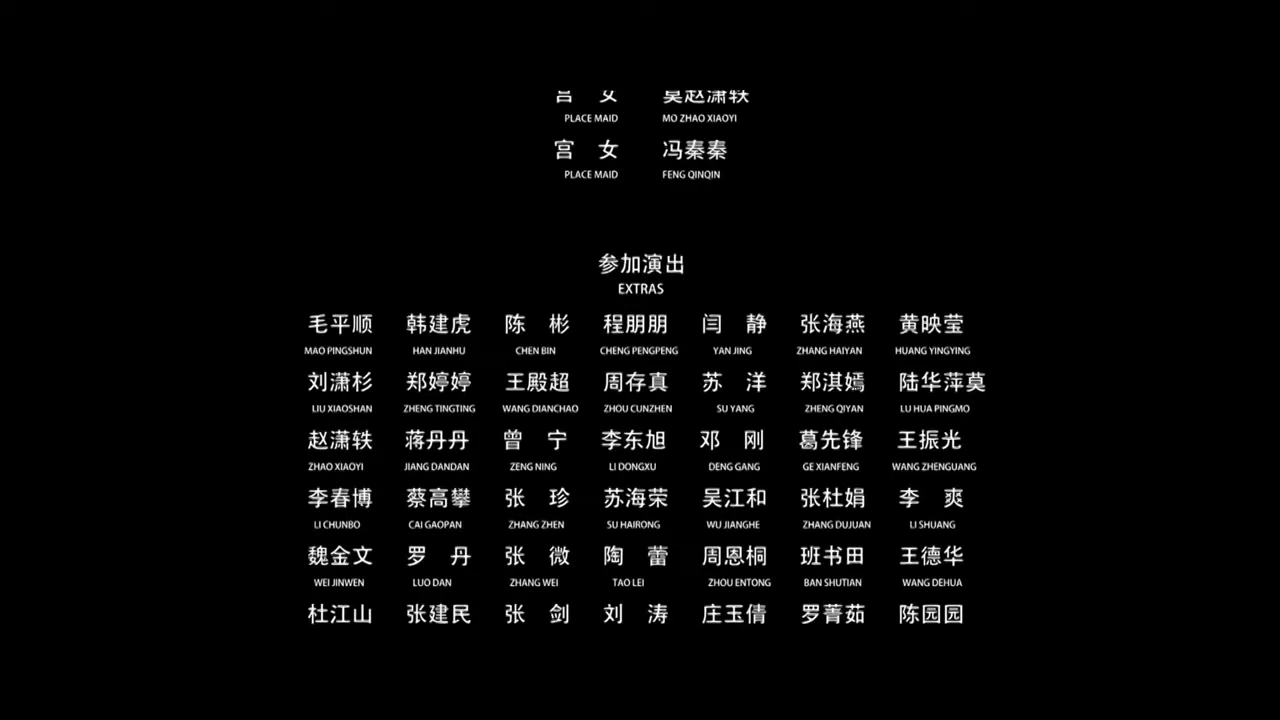 宫 女 莫赵潇轶
PLACE MAID MO ZHAO XIAOYI
宫 女 冯秦秦
PLACE MAID FENG QINQIN
参加演出
EXTRAS
毛平顺 韩建虎 陈 彬 程朋朋 闫 静 张海燕 黄映莹
MAO PINGSHUN HAN JIANHU CHEN BIN CHENG PENGPENG YAN JING ZHANG HAIYAN HUANG YINGYING
刘潇杉 郑婷婷 王殿超 周存真 苏 洋 郑淇嫣 陆华萍莫
LIU XIAOSHAN ZHENG TINGTING WANG DIANCHAO ZHOU CUNZHEN SU YANG ZHENG QIYAN LU HUA PINGMO
赵潇轶 蒋丹丹 曾 宁 李东旭 邓 刚 葛先锋 王振光
ZHAO XIAOYI JIANG DANDAN ZENG NING LI DONGXU DENG GANG GE XIANFENG WANG ZHENGUANG
李春博 蔡高攀 张 珍 苏海荣 吴江和 张杜娟 李 爽
LI CHUNBO CAI GAOPAN ZHANG ZHEN SU HAIRONG WU JIANGHE ZHANG DUJUAN LI SHUANG
魏金文 罗 丹 张 微 陶 蕾 周恩桐 班书田 王德华
WEI JINWEN LUO DAN ZHANG WEI TAO LEI ZHOU ENTONG BAN SHUTIAN WANG DEHUA
杜江山 张建民 张 剑 刘 涛 庄玉倩 罗菁茹 陈园园